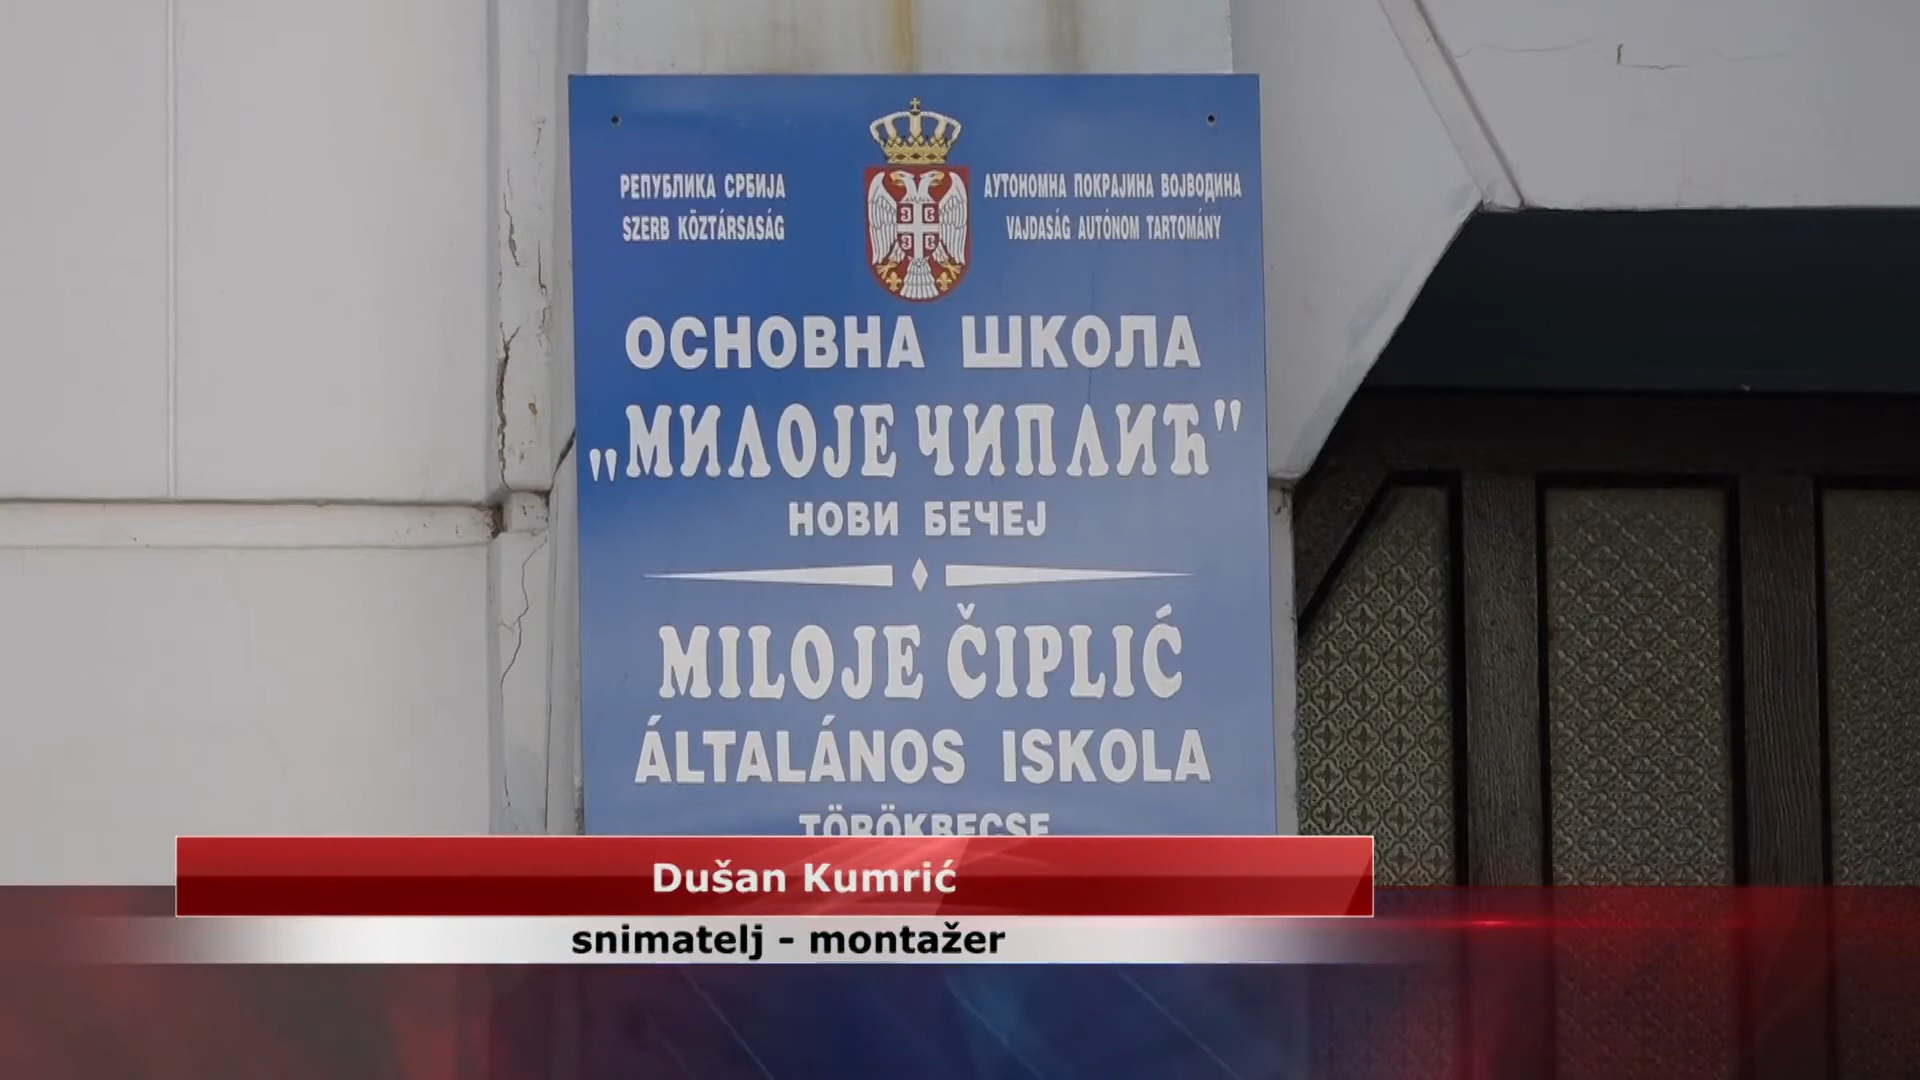 РЕПУБЛИКА СРБИЈА
SZERB KÖZTÁRSASÁG
АУТОНОМНА ПОКРАЈИНА ВОЈВОДИНА
VAJDASÁG AUTÓNOM TARTOMÁNY
ОСНОВНА ШКОЛА
„МИЛОЈЕ ЧИПЛИЋ"
НОВИ БЕЧЕЈ
MILOJE ČIPLIĆ
ÁLTALÁNOS ISKOLA
TÖRÖKBECSE
Dušan Kumrić
snimatelj - montažer